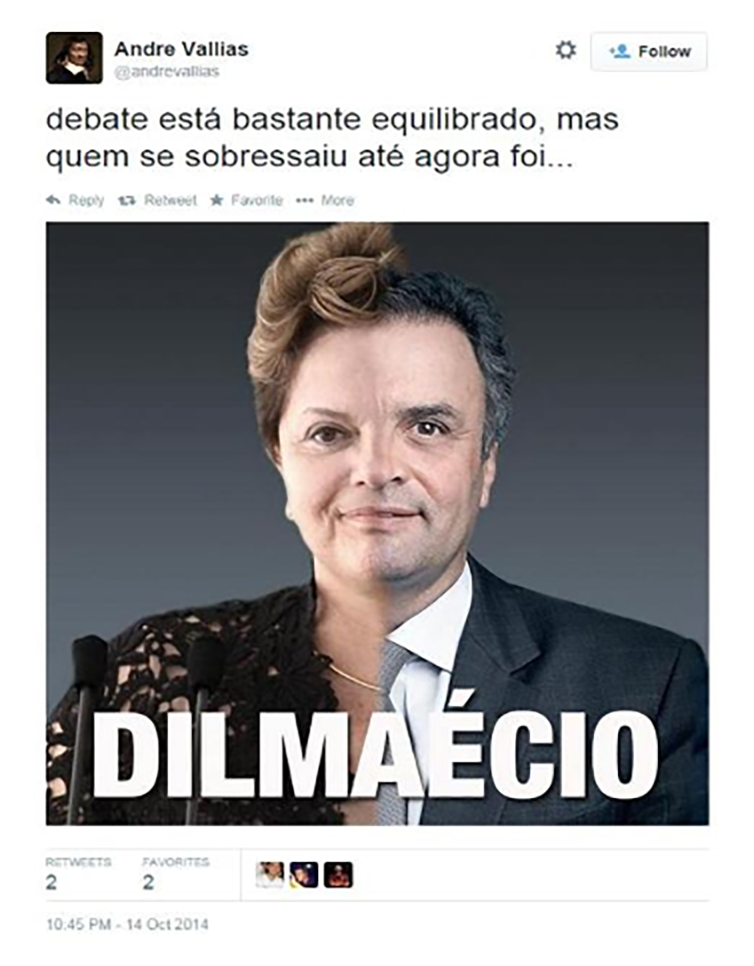 Andre Vallias
@andrevallias
Follow
debate está bastante equilibrado, mas
quem se sobressaiu até agora foi...
Reply Retweet Favorite More
DILMAÉCIO
RETWEETS FAVORITES
2 2
10:45 PM - 14 Oct 2014